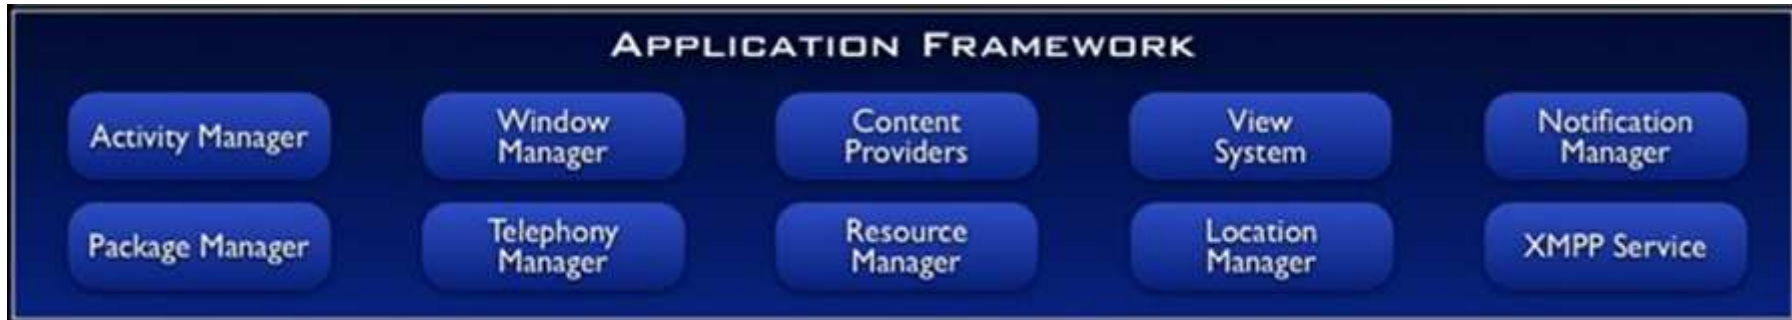 APPLICATION FRAMEWORK
Activity Manager
Window
Manager
Content
Providers
View
System
Notification
Manager
Package Manager
Telephony
Manager
Resource
Manager
Location
Manager
XMPP Service